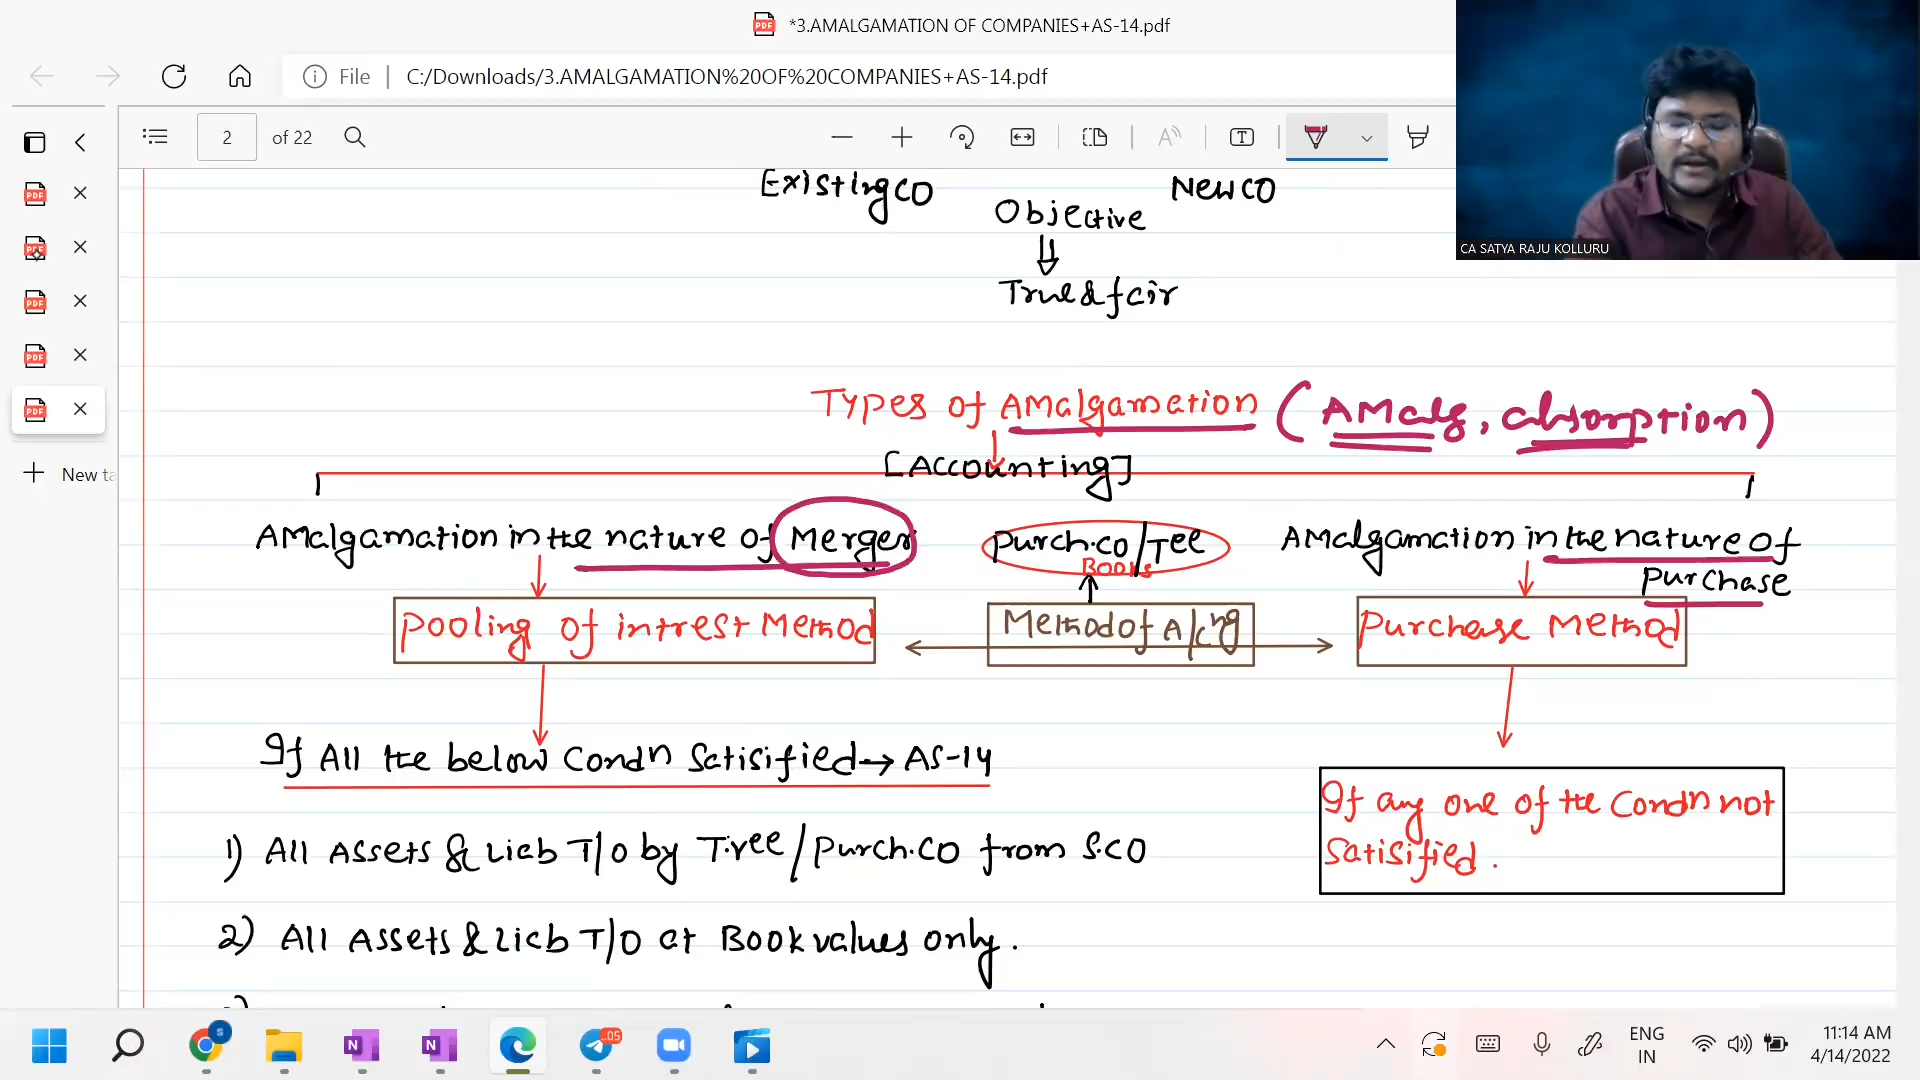 *3.AMALGAMATION OF COMPANIES+AS-14.pdf
File | C:/Downloads/3.AMALGAMATION%20OF%20COMPANIES+AS-14.pdf
2 of 22
CA SATYA RAJU KOLLURU
New ta
Existing CO
New CO
Objective
True & fair
Types of AMalgamation (AMalg, absorption)
[Accounting]
AMalgamation in the nature of Merger
Purch.co/Tee
Books
AMalgamation in the nature of
Purchase
Pooling of intrest Method
Method of A/cng
Purchase Method
If All the below Condn Satisified → AS-14
If any one of the Condn not
Satisified.
1) All Assets & Liab T/o by T.ree/Purch.CO from S.CO
2) All Assets & Liab T/O at Book values only.
.05
ENG
IN
11:14 AM
4/14/2022